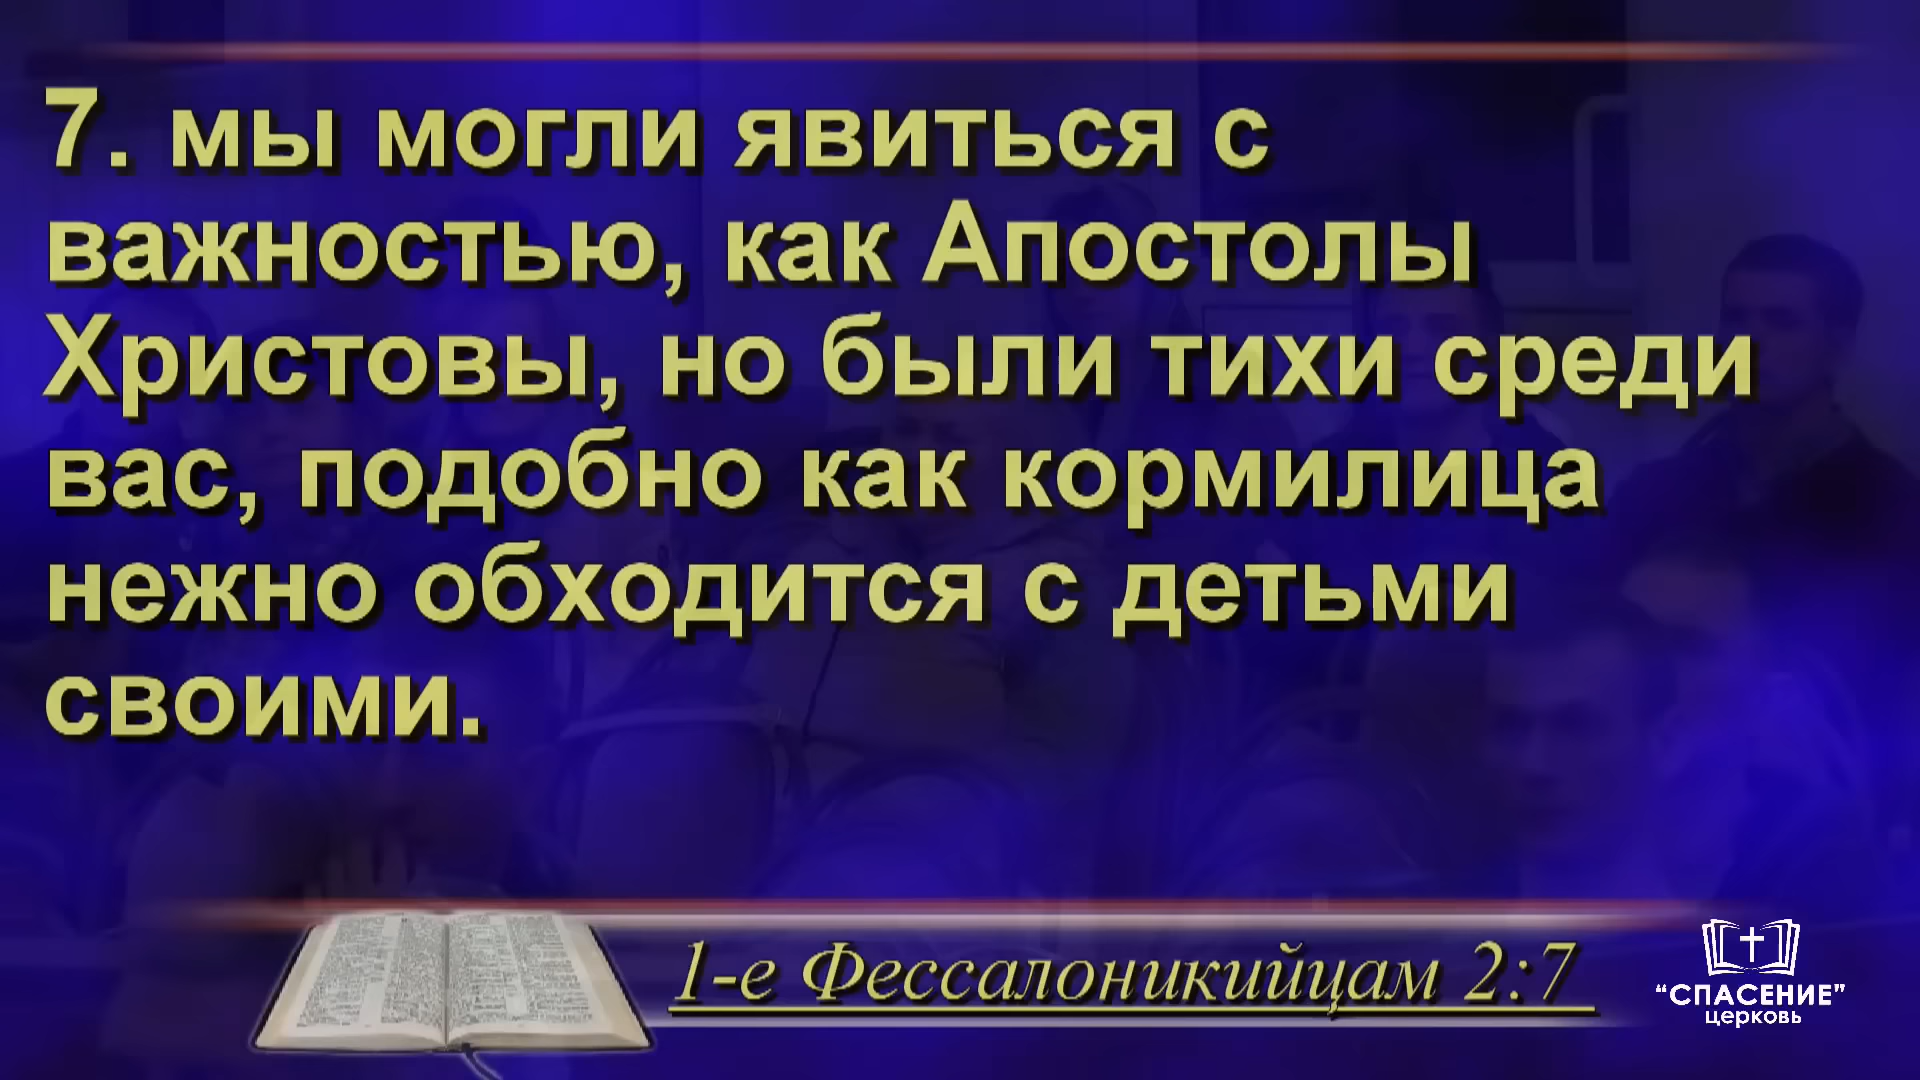 7. мы могли явиться с
важностью, как Апостолы
Христовы, но были тихи среди
вас, подобно как кормилица
нежно обходится с детьми
своими.
1-е Фессалоникийцам 2:7
“СПАСЕНИЕ”
церковь